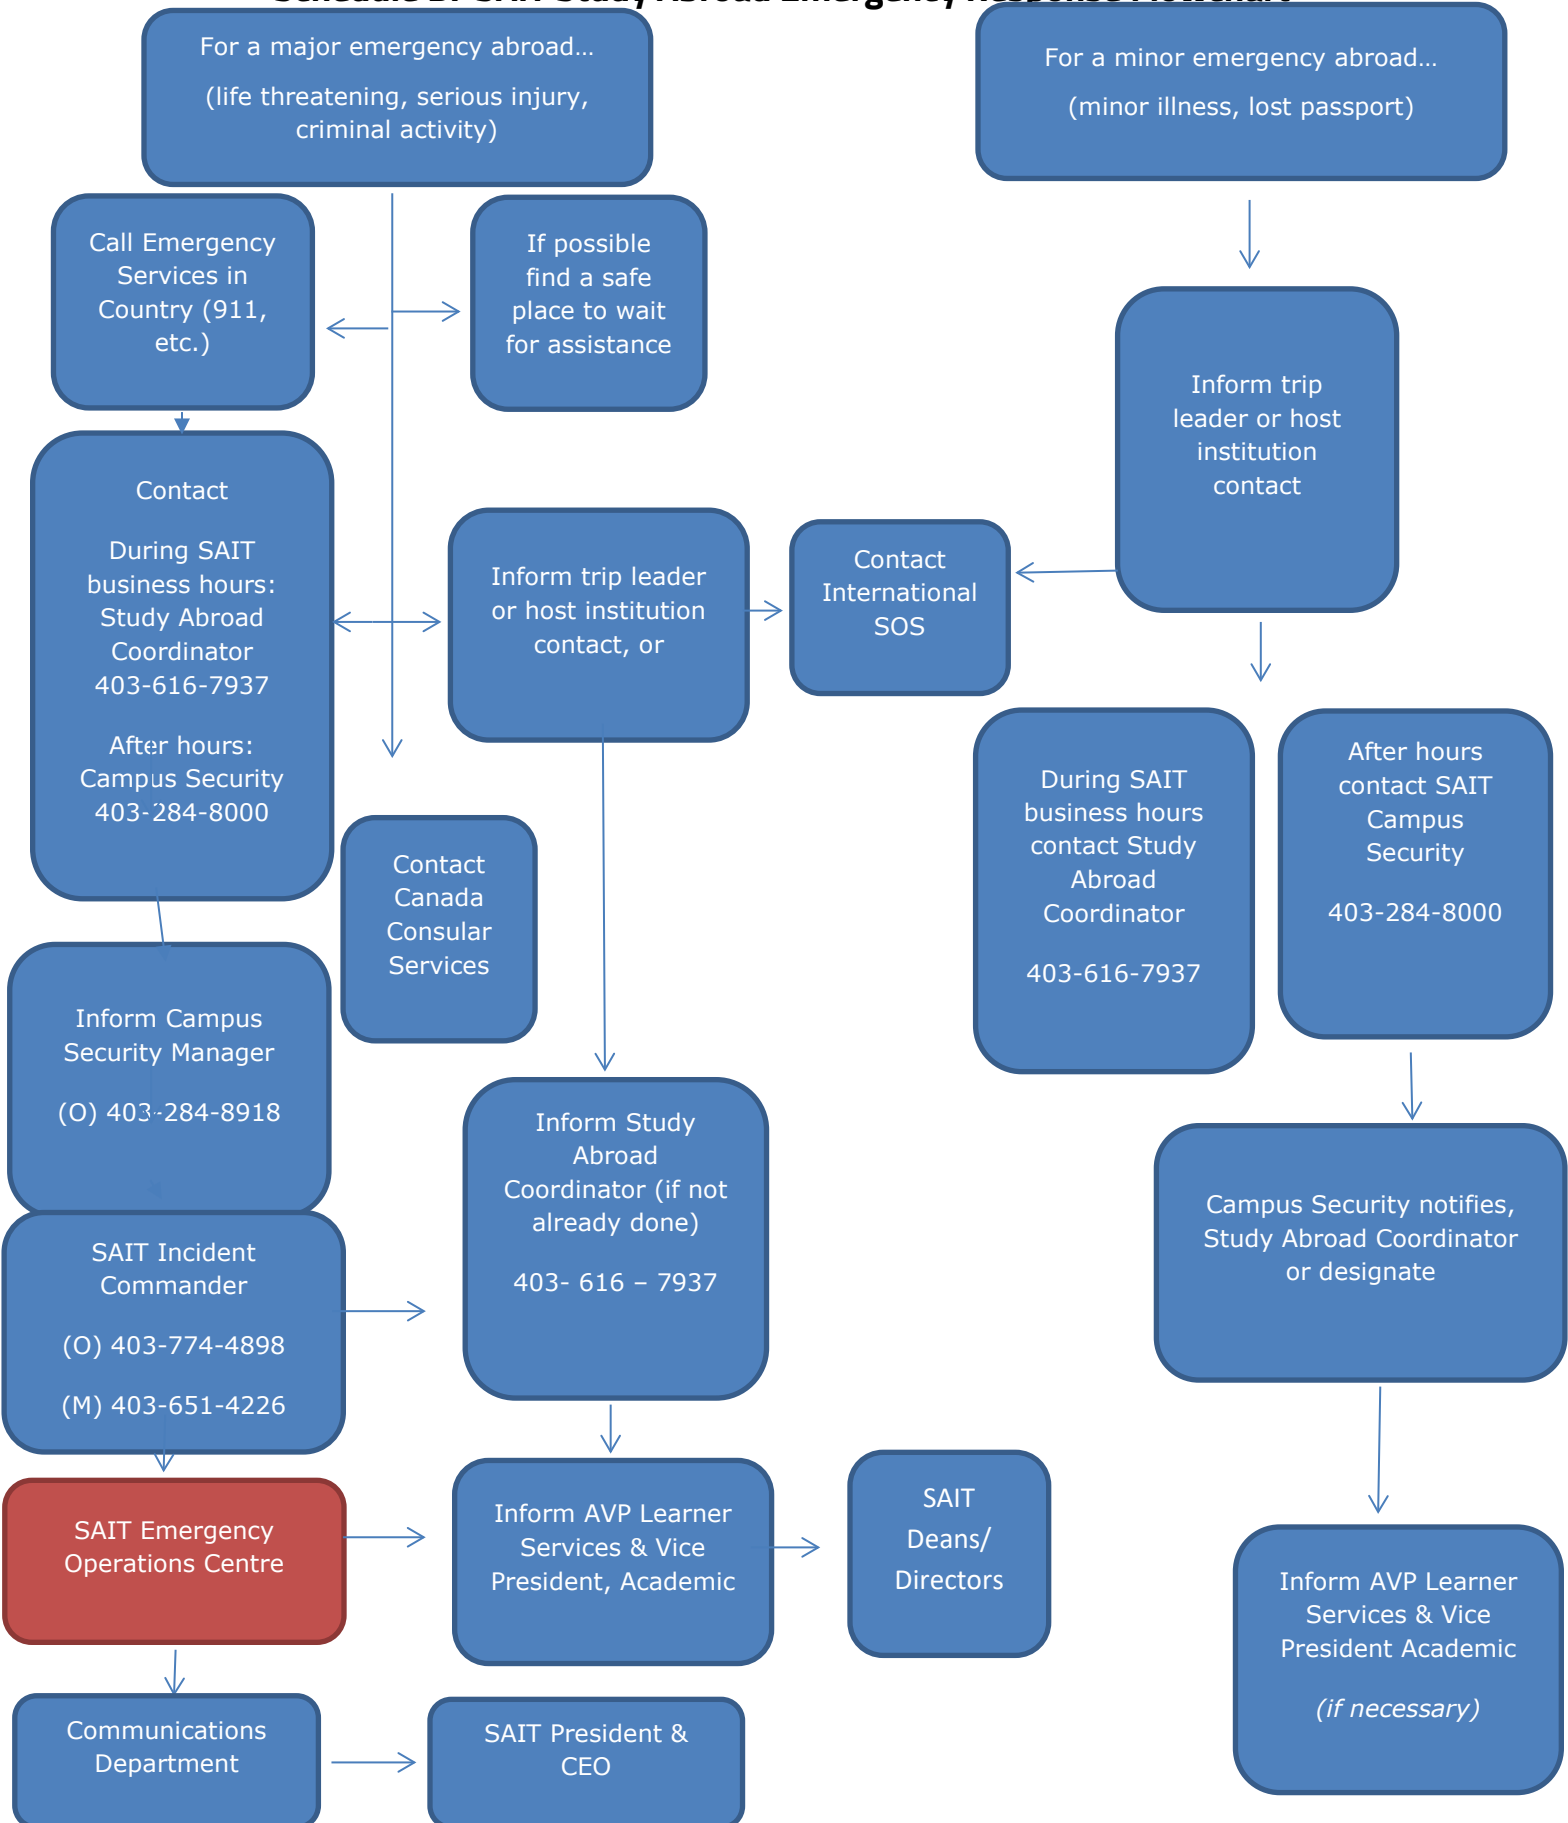 Schedule B: SAIT Study Abroad Emergency Response Flowchart
For a major emergency abroad…
(life threatening, serious injury,
criminal activity)
For a minor emergency abroad…
(minor illness, lost passport)
Call Emergency
Services in
Country (911,
etc.)
If possible
find a safe
place to wait
for assistance
Inform trip
leader or host
institution
contact
Contact
During SAIT
business hours:
Study Abroad
Coordinator
403-616-7937
After hours:
Campus Security
403-284-8000
Inform trip leader
or host institution
contact, or
Contact
International
SOS
During SAIT
business hours
contact Study
Abroad
Coordinator
403-616-7937
After hours
contact SAIT
Campus
Security
403-284-8000
Contact
Canada
Consular
Services
Inform Campus
Security Manager
(O) 403-284-8918
Inform Study
Abroad
Coordinator (if not
already done)
403- 616 – 7937
Campus Security notifies,
Study Abroad Coordinator
or designate
SAIT Incident
Commander
(O) 403-774-4898
(M) 403-651-4226
SAIT Emergency
Operations Centre
Inform AVP Learner
Services & Vice
President, Academic
SAIT
Deans/
Directors
Inform AVP Learner
Services & Vice
President Academic
(if necessary)
Communications
Department
SAIT President &
CEO